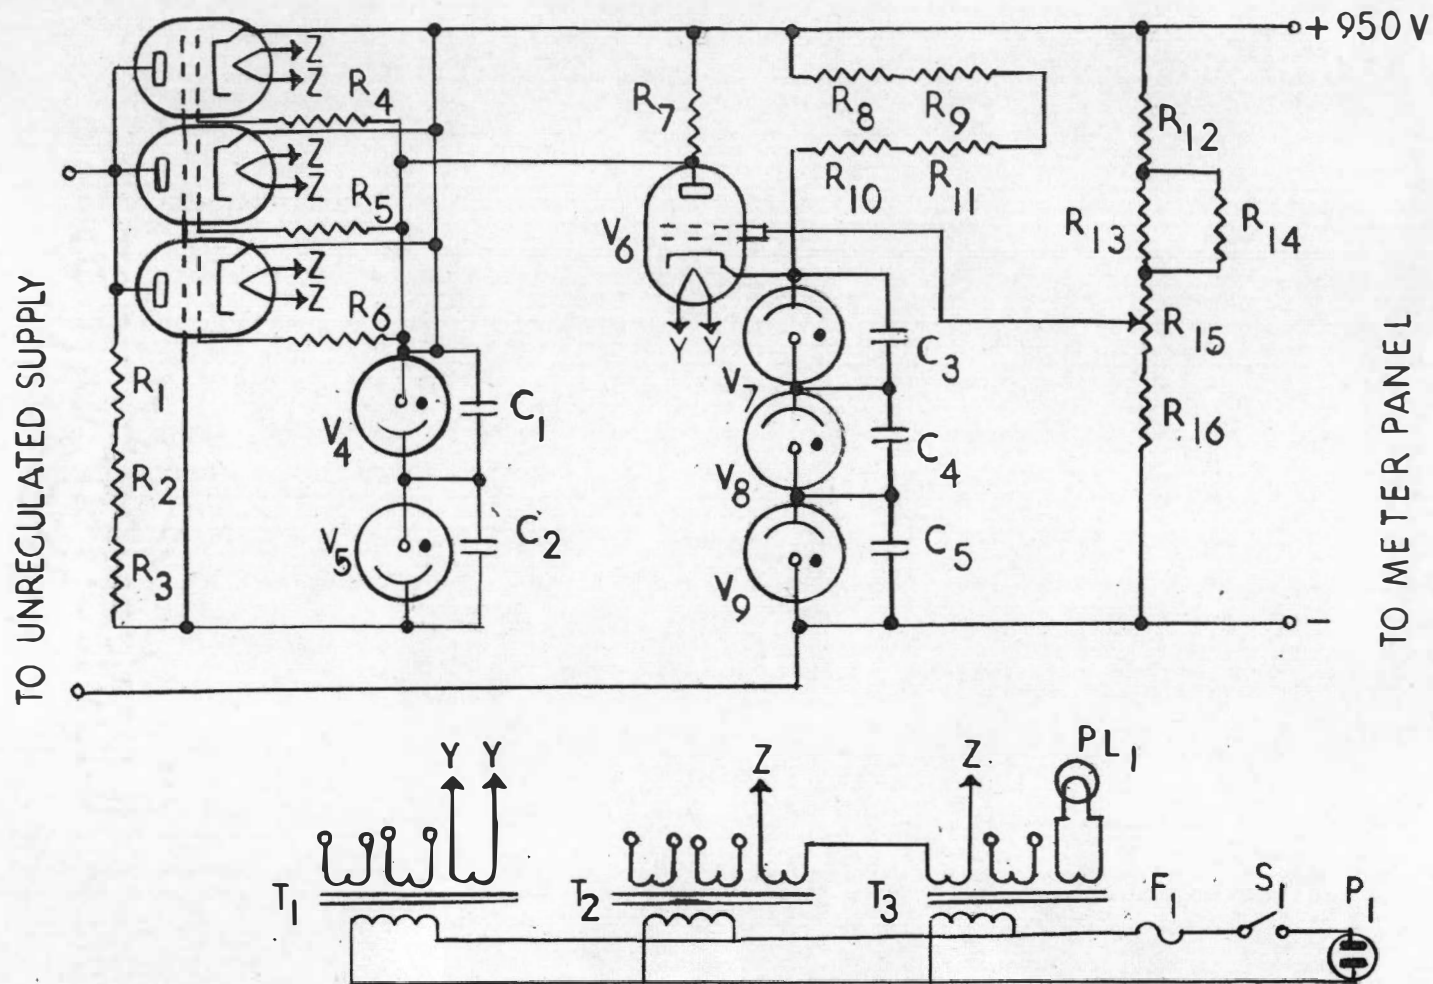 +950 V
Z
Z
R4
Z
Z
R5
Z
Z
R6
R7
R8
R9
R10
R11
R12
R13
R14
R15
R16
V6
Y Y
R1
R2
R3
V4
V5
C1
C2
V7
V8
V9
C3
C4
C5
-
TO UNREGULATED SUPPLY
TO METER PANEL
Y Y
Z
Z
PL1
T1
T2
T3
F1
S1
P1